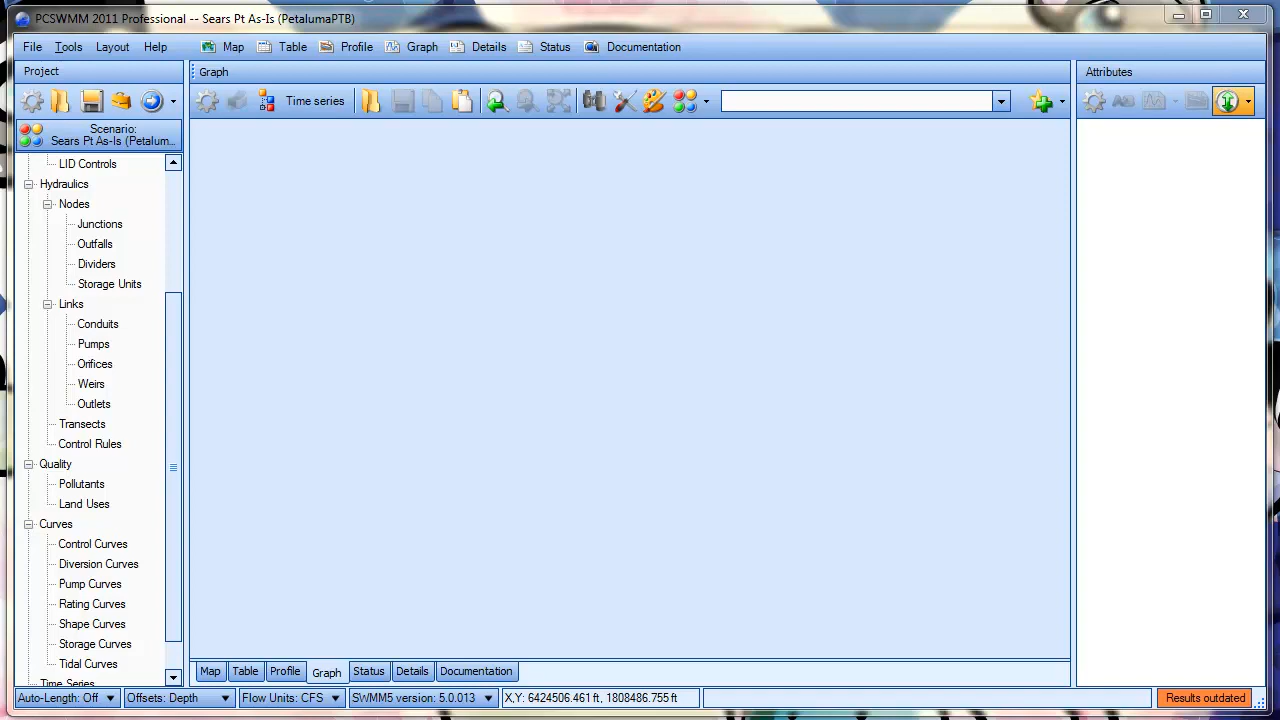 PCSWMM 2011 Professional -- Sears Pt As-Is (PetalumaPTB)
File Tools Layout Help Map Table Profile Graph Details Status Documentation
Project
Graph
Attributes
Time series
Scenario:
Sears Pt As-Is (Petalum...
LID Controls
Hydraulics
Nodes
Junctions
Outfalls
Dividers
Storage Units
Links
Conduits
Pumps
Orifices
Weirs
Outlets
Transects
Control Rules
Quality
Pollutants
Land Uses
Curves
Control Curves
Diversion Curves
Pump Curves
Rating Curves
Shape Curves
Storage Curves
Tidal Curves
Time Series
Map Table Profile Graph Status Details Documentation
Auto-Length: Off Offsets: Depth Flow Units: CFS SWMM5 version: 5.0.013 X,Y: 6424506.461 ft, 1808486.755 ft Results outdated